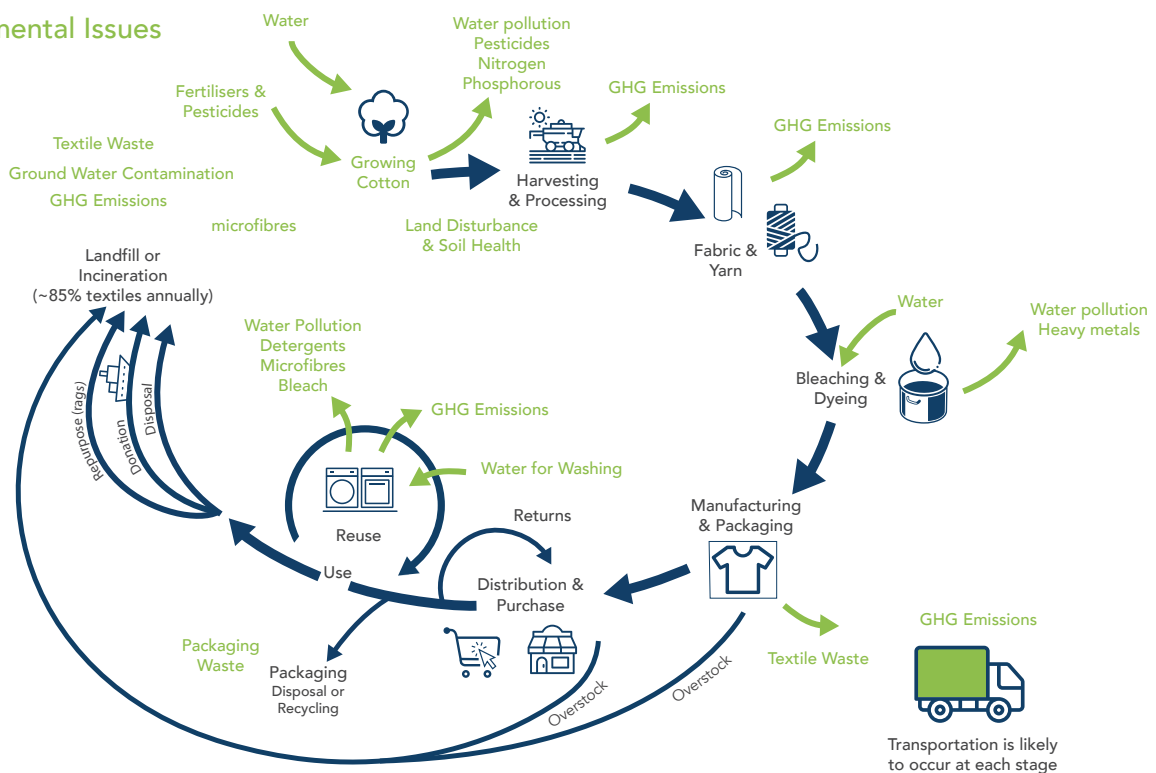 mental Issues
Water
Water pollution
Pesticides
Nitrogen
Phosphorous
Fertilisers &
Pesticides
GHG Emissions
GHG Emissions
Textile Waste
Ground Water Contamination
GHG Emissions
microfibres
Growing
Cotton
Harvesting
& Processing
Land Disturbance
& Soil Health
Fabric &
Yarn
Landfill or
Incineration
(~85% textiles annually)
Water
Water pollution
Heavy metals
Bleaching &
Dyeing
Water Pollution
Detergents
Microfibres
Bleach
GHG Emissions
Water for Washing
Repurpose (rags)
Donation
Disposal
Reuse
Returns
Manufacturing
& Packaging
Use
Distribution &
Purchase
Packaging
Waste
Packaging
Disposal or
Recycling
Overstock
Overstock
Textile Waste
GHG Emissions
Transportation is likely
to occur at each stage